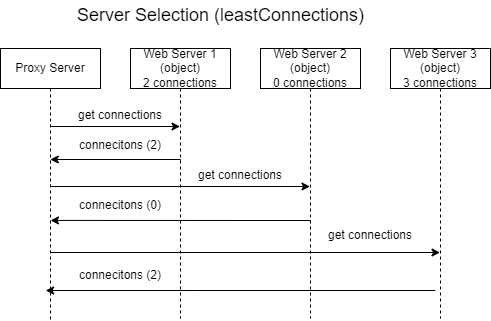 Server Selection (leastConnections)
Proxy Server
Web Server 1
(object)
2 connections
Web Server 2
(object)
0 connections
Web Server 3
(object)
3 connections
get connections
conneciton​s (2)
get connections
connecitons (0)
get connections
connecitons (2)